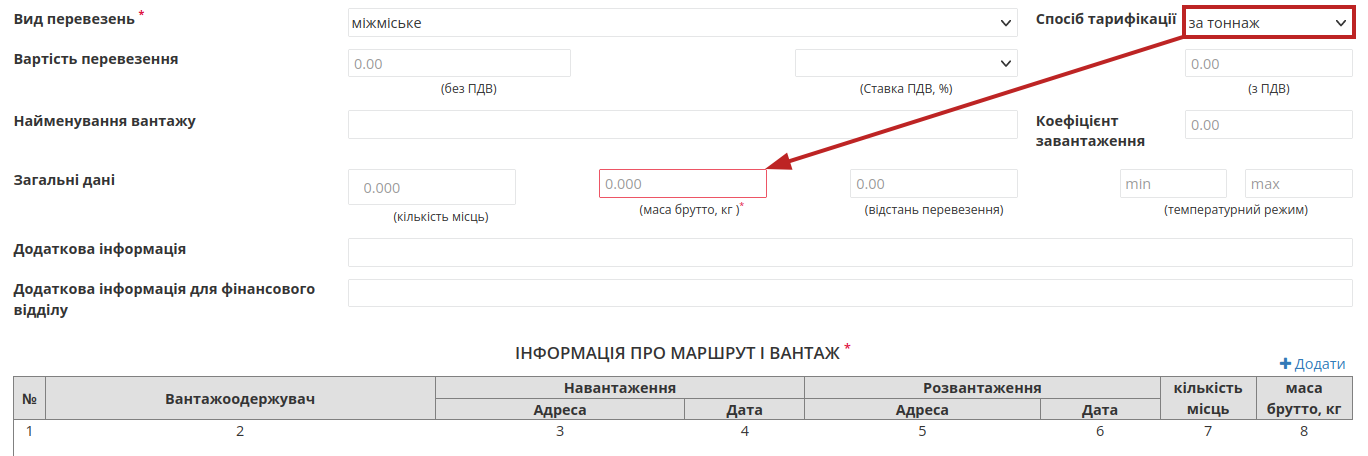 Вид перевезень * міжміське Спосіб тарифікації за тоннаж
Вартість перевезення 0.00 0.00
(без ПДВ) (Ставка ПДВ, %) (з ПДВ)
Найменування вантажу Коефіцієнт завантаження 0.00
Загальні дані 0.000 0.000 0.00 min max
(кількість місць) (маса брутто, кг )* (відстань перевезення) (температурний режим)
Додаткова інформація
Додаткова інформація для фінансового
відділу
ІНФОРМАЦІЯ ПРО МАРШРУТ І ВАНТАЖ *
+ Додати
№ Вантажоодержувач Навантаження Розвантаження кількість місць маса брутто, кг
Адреса Дата Адреса Дата
1 2 3 4 5 6 7 8